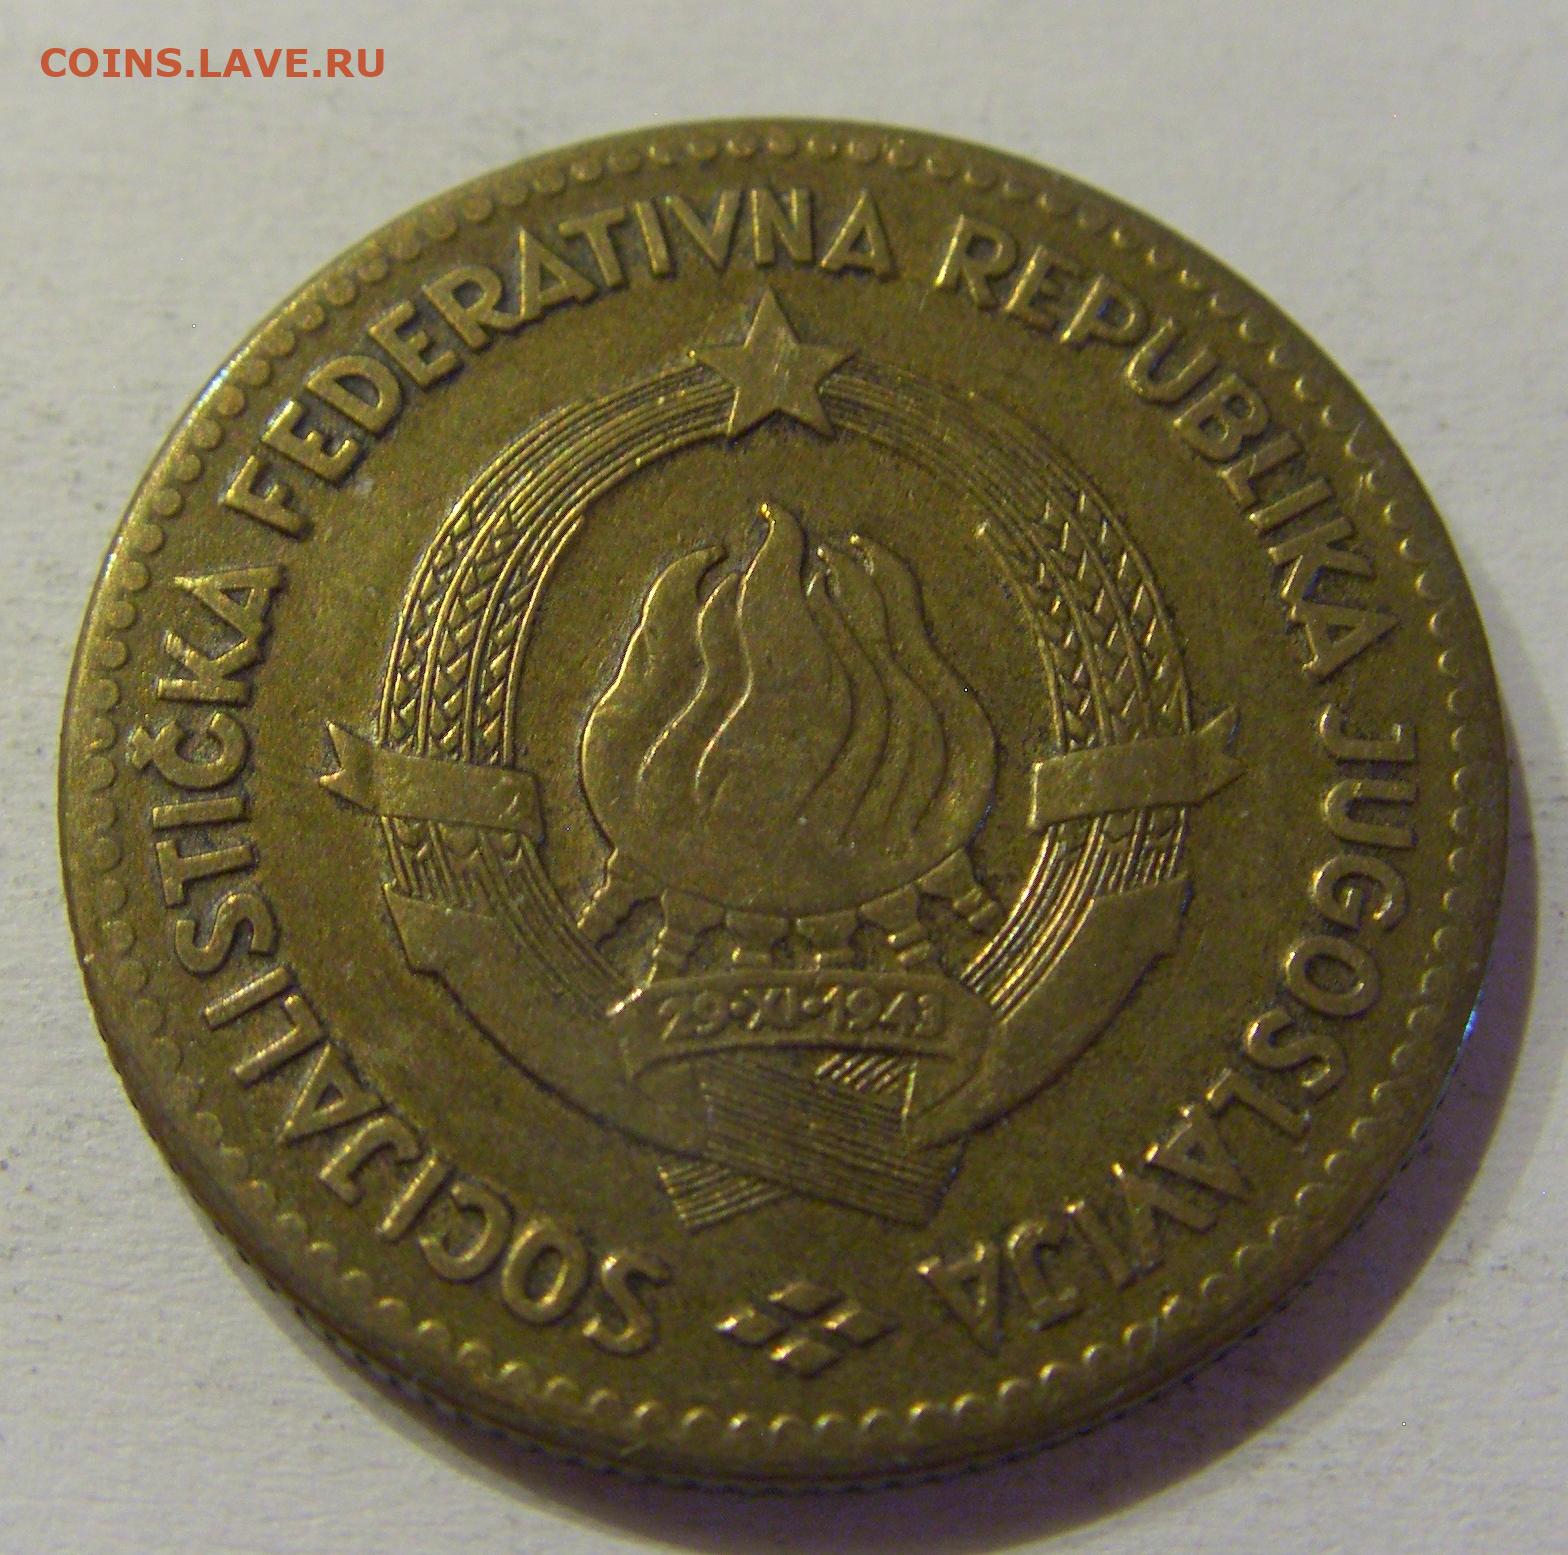 COINS.LAVE.RU
SOCIJALISTIČKA FEDERATIVNA REPUBLIKA JUGOSLAVIJA
29·XI·1943